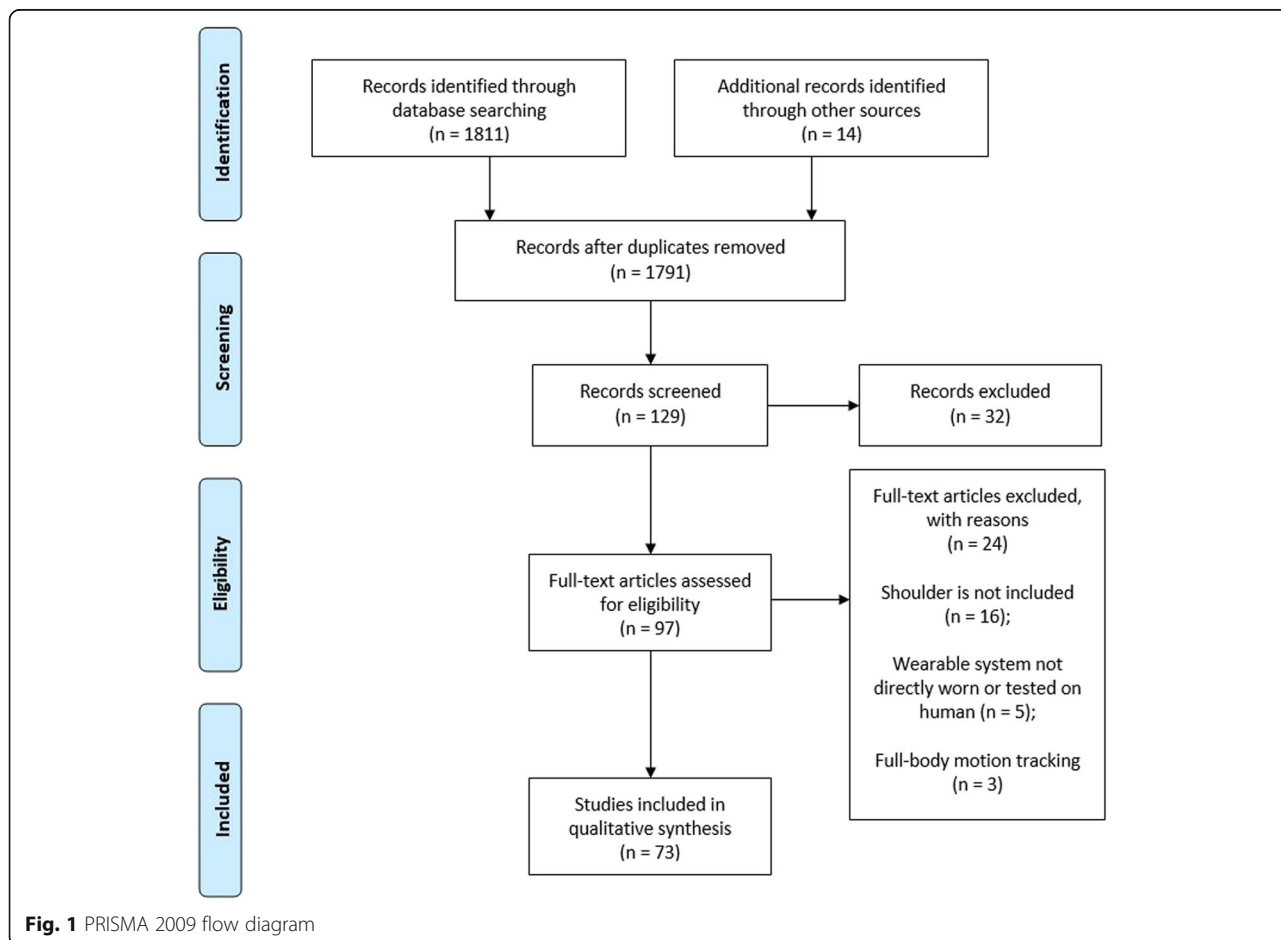 Identification
Records identified through
database searching
(n = 1811)
Additional records identified
through other sources
(n = 14)
Records after duplicates removed
(n = 1791)
Screening
Records screened
(n = 129)
Records excluded
(n = 32)
Eligibility
Full-text articles assessed
for eligibility
(n = 97)
Full-text articles excluded,
with reasons
(n = 24)
Shoulder is not included
(n = 16);
Wearable system not
directly worn or tested on
human (n = 5);
Full-body motion tracking
(n = 3)
Included
Studies included in
qualitative synthesis
(n = 73)
Fig. 1 PRISMA 2009 flow diagram